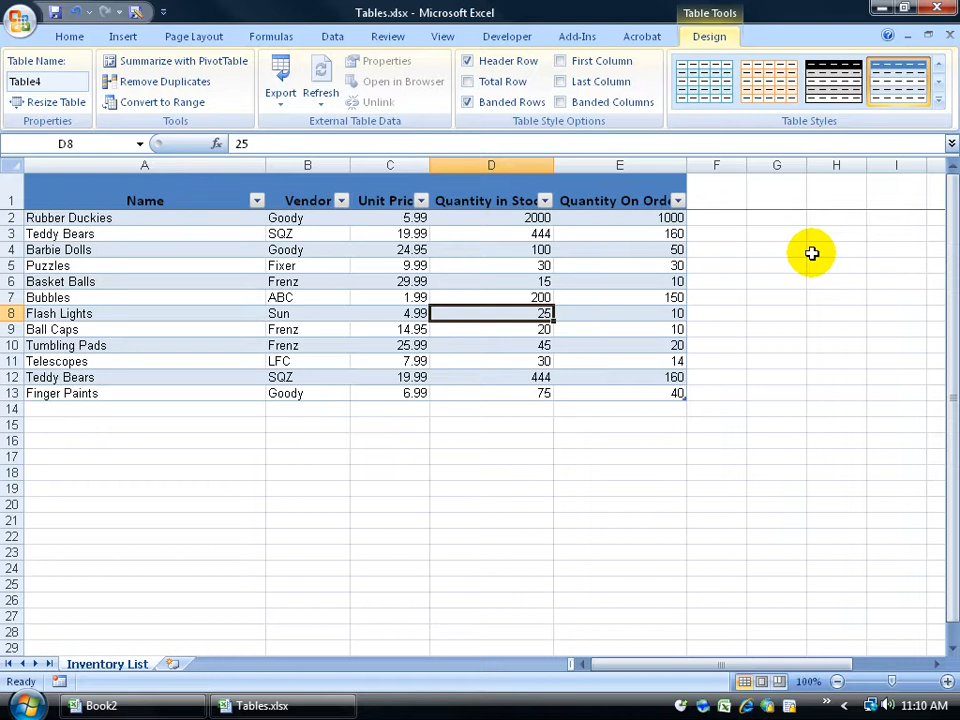 Tables.xlsx - Microsoft Excel
Table Tools
Home Insert Page Layout Formulas Data Review View Developer Add-Ins Acrobat Design
Table Name:
Table4
Resize Table
Properties
Summarize with PivotTable
Remove Duplicates
Convert to Range
Tools
Export Refresh
Properties
Open in Browser
Unlink
External Table Data
Header Row First Column
Total Row Last Column
Banded Rows Banded Columns
Table Style Options
Table Styles
D8 fx 25
A B C D E F G H I
1 Name Vendor Unit Pric Quantity in Stoc Quantity On Orde
2 Rubber Duckies Goody 5.99 2000 1000
3 Teddy Bears SQZ 19.99 444 160
4 Barbie Dolls Goody 24.95 100 50
5 Puzzles Fixer 9.99 30 30
6 Basket Balls Frenz 29.99 15 10
7 Bubbles ABC 1.99 200 150
8 Flash Lights Sun 4.99 25 10
9 Ball Caps Frenz 14.95 20 10
10 Tumbling Pads Frenz 25.99 45 20
11 Telescopes LFC 7.99 30 14
12 Teddy Bears SQZ 19.99 444 160
13 Finger Paints Goody 6.99 75 40
14
15
16
17
18
19
20
21
22
23
24
25
26
27
28
29
Inventory List
Ready 100%
Book2 Tables.xlsx 11:10 AM